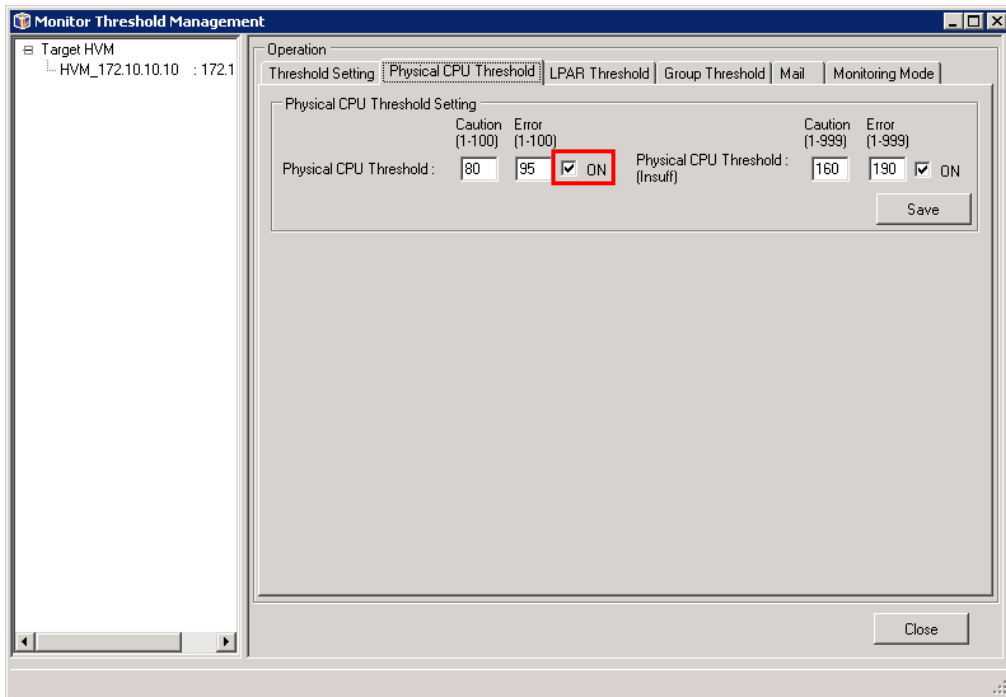 Monitor Threshold Management
Target HVM
HVM_172.10.10.10 : 172.1
Operation
Threshold Setting Physical CPU Threshold LPAR Threshold Group Threshold Mail Monitoring Mode
Physical CPU Threshold Setting
Caution Error Caution Error
(1-100) (1-100) (1-999) (1-999)
Physical CPU Threshold : 80 95 ON Physical CPU Threshold : 160 190 ON
(Insuff)
Save
Close